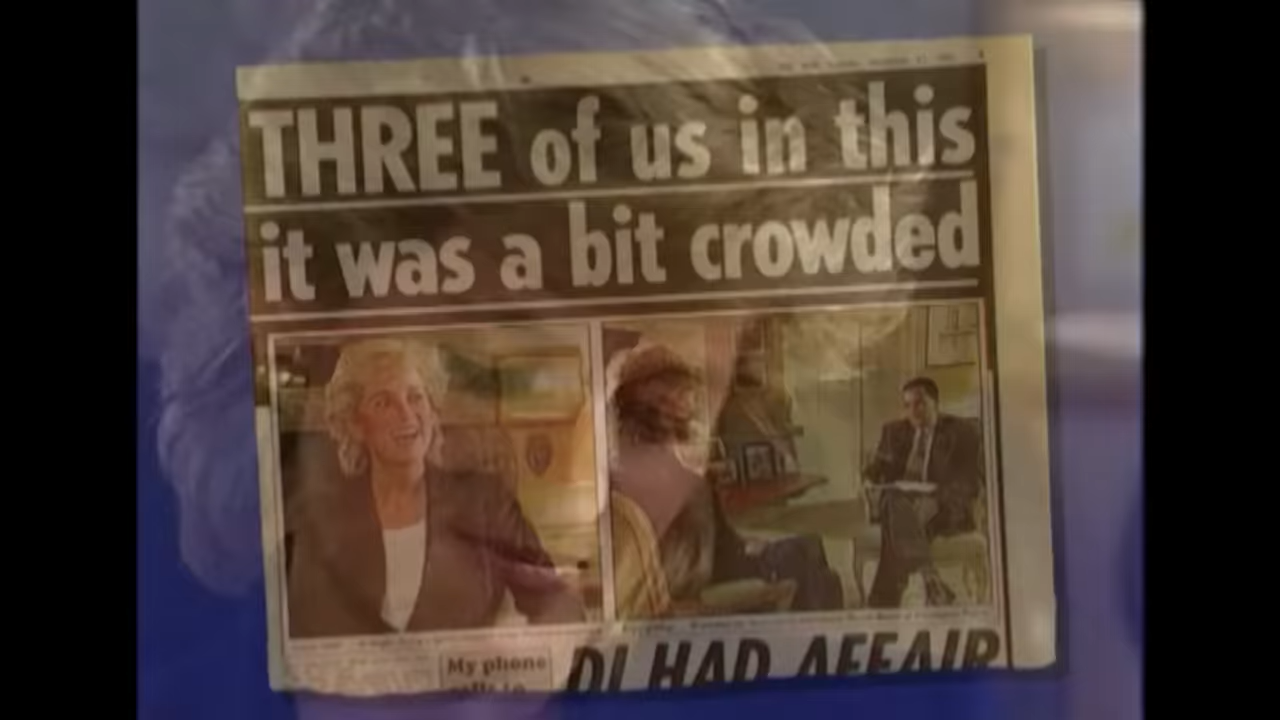 THREE of us in this
it was a bit crowded
My phone
DI HAD AFFAIR